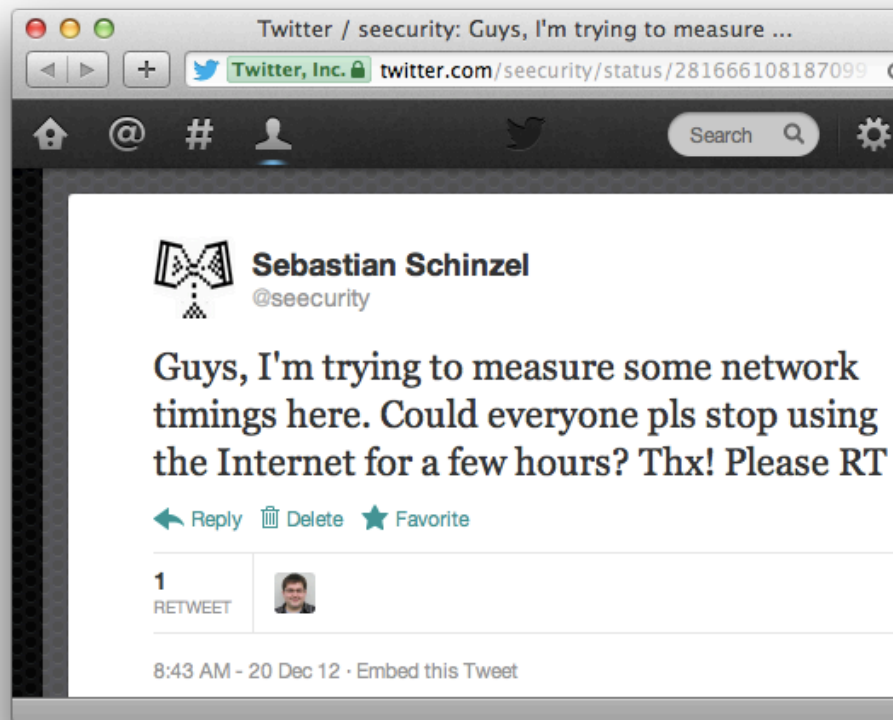 Twitter / seecurity: Guys, I'm trying to measure ...
Twitter, Inc. twitter.com/seecurity/status/281666108187099
@ #
Search
Sebastian Schinzel
@seecurity
Guys, I'm trying to measure some network
timings here. Could everyone pls stop using
the Internet for a few hours? Thx! Please RT
Reply Delete Favorite
1
RETWEET
8:43 AM - 20 Dec 12 · Embed this Tweet